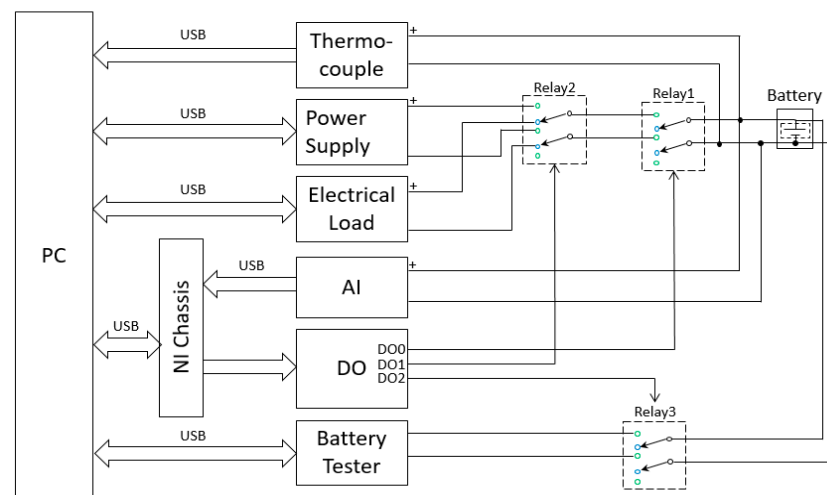 PC
USB
+
Thermo-
couple
USB
+
Power
Supply
Relay2
Relay1
Battery
USB
+
Electrical
Load
NI Chassis
USB
+
AI
USB
DO
DO0
DO1
DO2
Relay3
USB
Battery
Tester